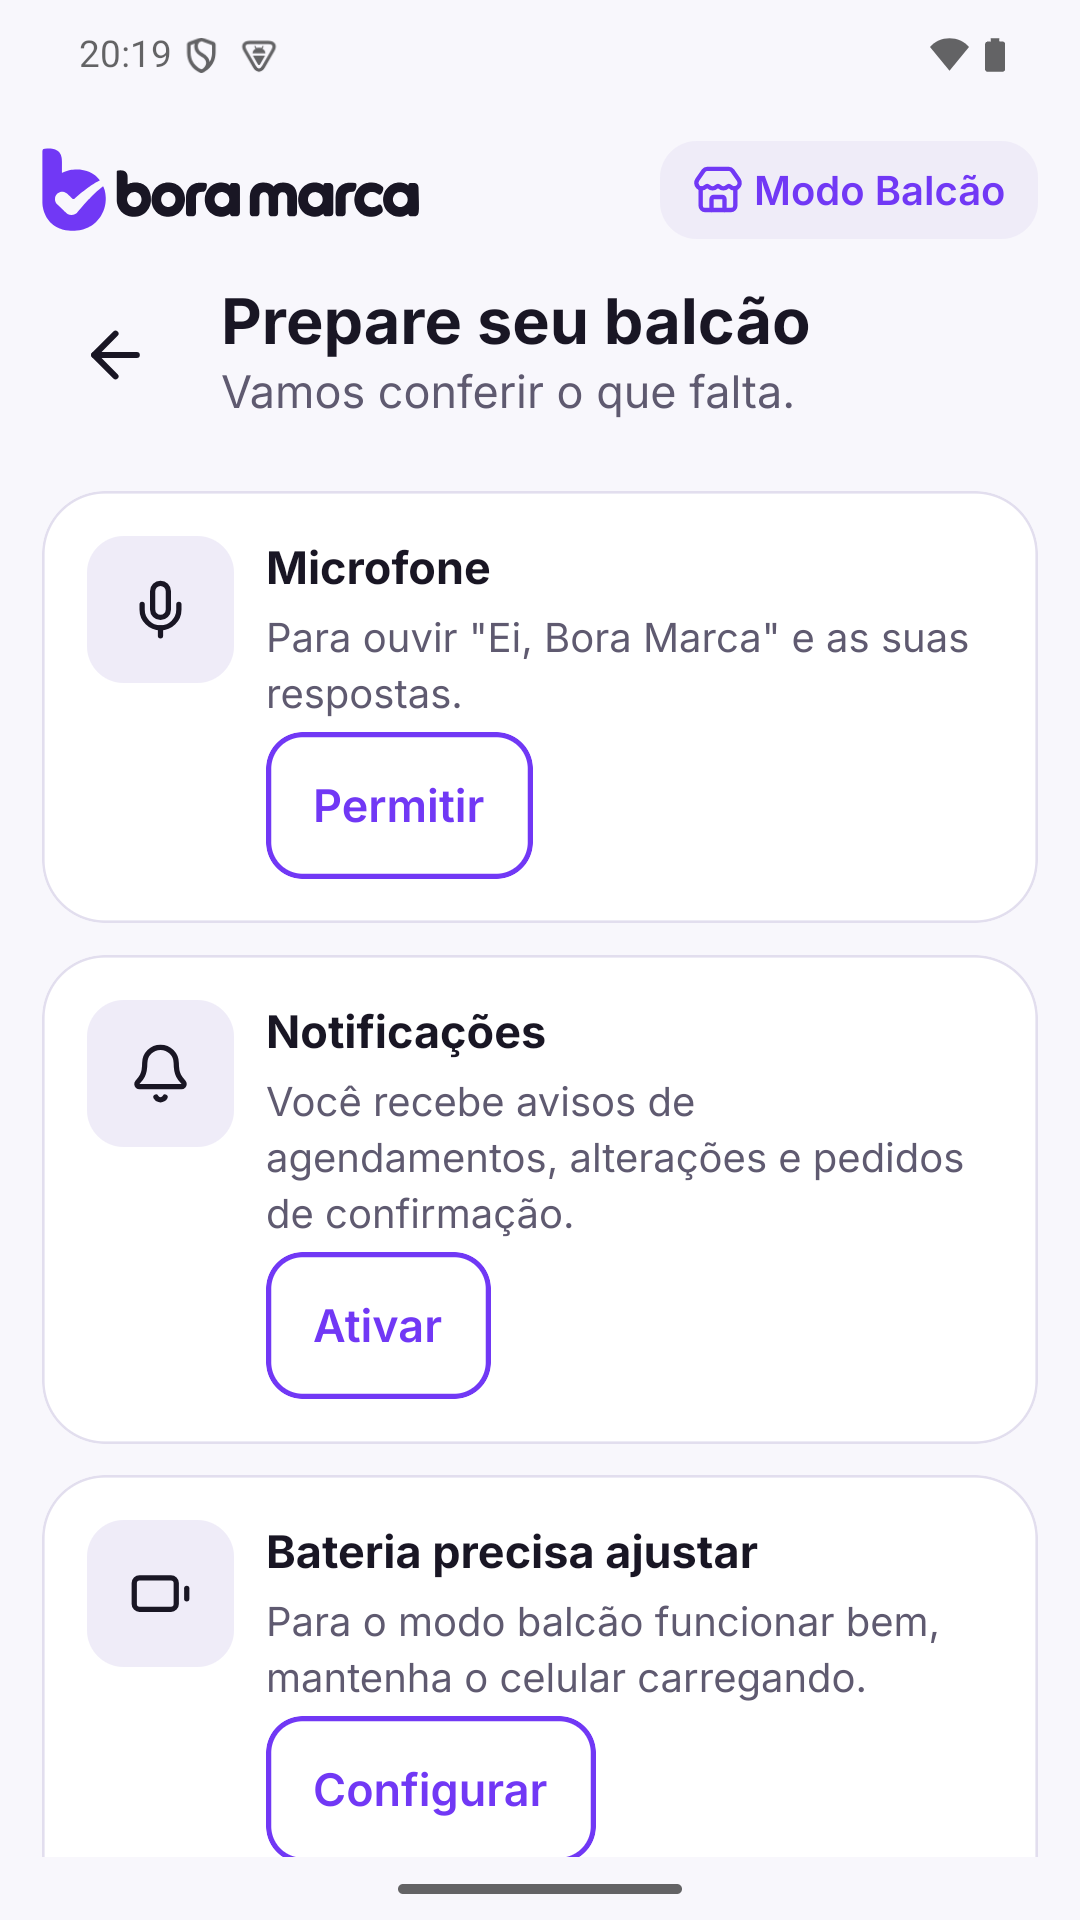 20:19
bora marca
Modo Balcão
Prepare seu balcão
Vamos conferir o que falta.
Microfone
Para ouvir "Ei, Bora Marca" e as suas
respostas.
Permitir
Notificações
Você recebe avisos de
agendamentos, alterações e pedidos
de confirmação.
Ativar
Bateria precisa ajustar
Para o modo balcão funcionar bem,
mantenha o celular carregando.
Configurar